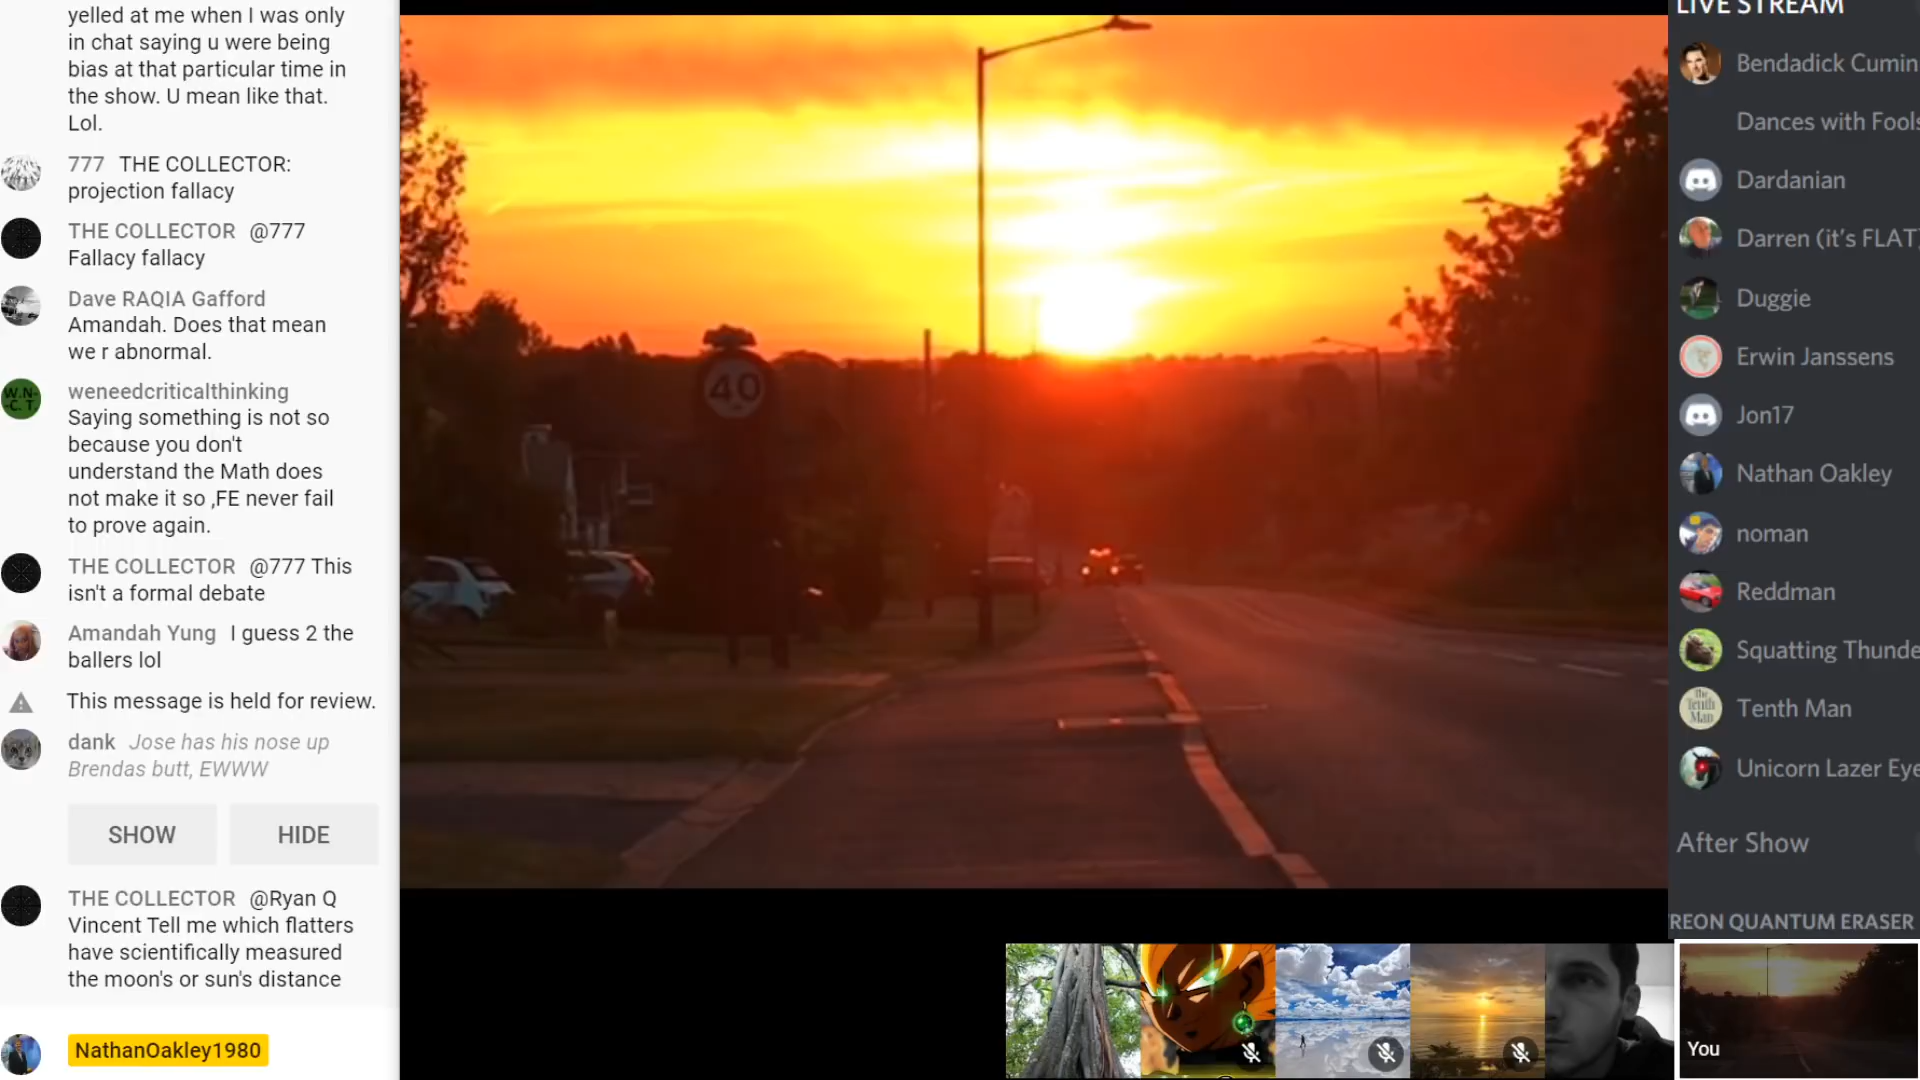 yelled at me when I was only
in chat saying u were being
bias at that particular time in
the show. U mean like that.
Lol.
777 THE COLLECTOR:
projection fallacy
THE COLLECTOR @777
Fallacy fallacy
Dave RAQIA Gafford
Amandah. Does that mean
we r abnormal.
W.N-
-C.T.
weneedcriticalthinking
Saying something is not so
because you don't
understand the Math does
not make it so ,FE never fail
to prove again.
THE COLLECTOR @777 This
isn't a formal debate
Amandah Yung I guess 2 the
ballers lol
This message is held for review.
dank Jose has his nose up
Brendas butt, EWWW
SHOW HIDE
THE COLLECTOR @Ryan Q
Vincent Tell me which flatters
have scientifically measured
the moon's or sun's distance
NathanOakley1980
40
LIVE STREAM
Bendadick Cumin
Dances with Fools
Dardanian
Darren (it's FLAT)
Duggie
Erwin Janssens
Jon17
Nathan Oakley
noman
Reddman
Squatting Thunde
The
Tenth
Man
Tenth Man
Unicorn Lazer Eye
After Show
REON QUANTUM ERASER
You